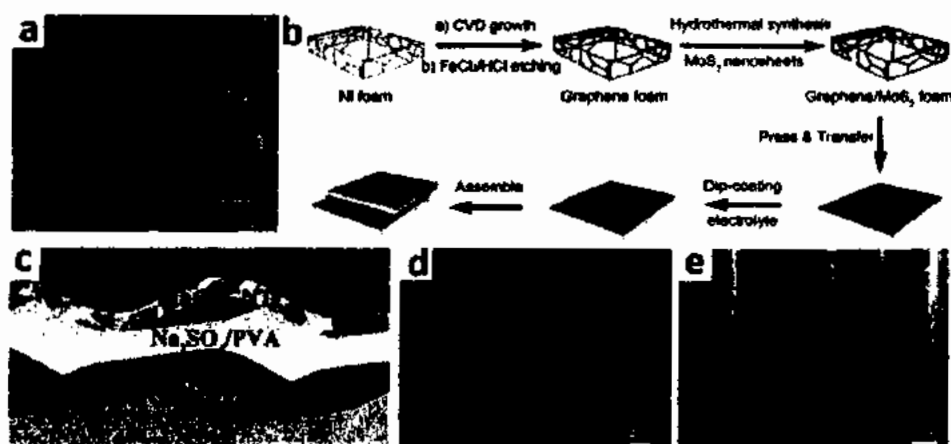 a
b
a) CVD growth
b) FeCl₃/HCl etching
Hydrothermal synthesis
MoS₂ nanosheets
Ni foam
Graphene foam
Graphene/MoS₂ foam
Press & Transfer
Assemble
Dip-coating
electrolyte
c
Na₂SO₄/PVA
d
e